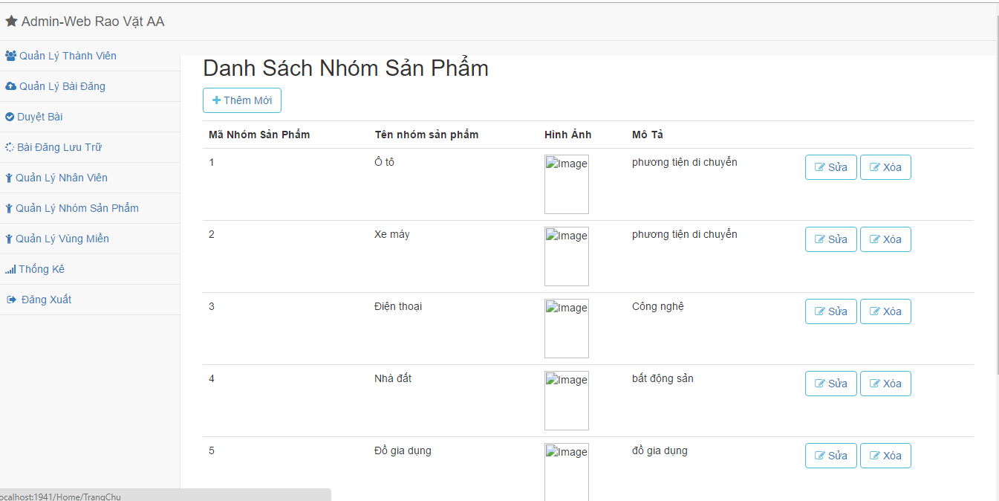 Admin-Web Rao Vặt AA
Quản Lý Thành Viên
Quản Lý Bài Đăng
Duyệt Bài
Bài Đăng Lưu Trữ
Quản Lý Nhân Viên
Quản Lý Nhóm Sản Phẩm
Quản Lý Vùng Miền
Thống Kê
Đăng Xuất
Danh Sách Nhóm Sản Phẩm
Thêm Mới
Mã Nhóm Sản Phẩm Tên nhóm sản phẩm Hình Ảnh Mô Tả
1 Ô tô Image phương tiện di chuyển Sửa Xóa
2 Xe máy Image phương tiện di chuyển Sửa Xóa
3 Điện thoại Image Công nghệ Sửa Xóa
4 Nhà đất Image bất động sản Sửa Xóa
5 Đồ gia dụng Image đồ gia dụng Sửa Xóa
ocalhost:1941/Home/TrangChu